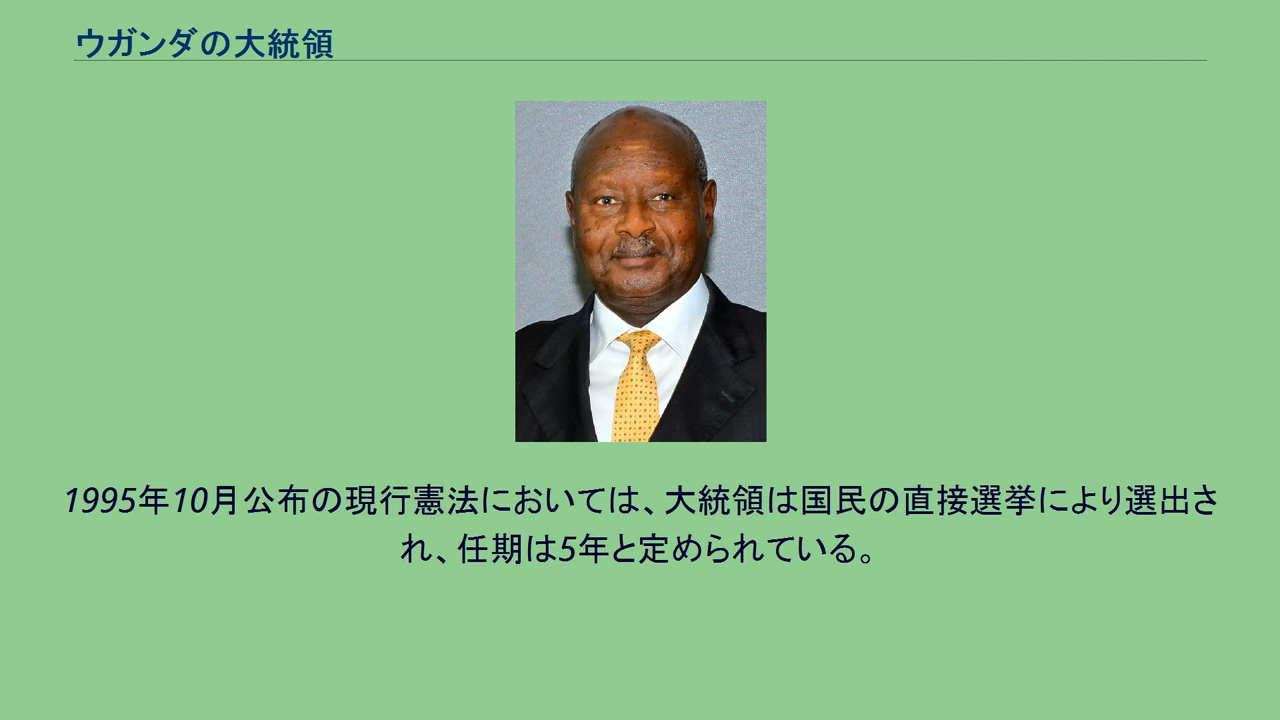 ウガンダの大統領
1995年10月公布の現行憲法においては、大統領は国民の直接選挙により選出さ
れ、任期は5年と定められている。